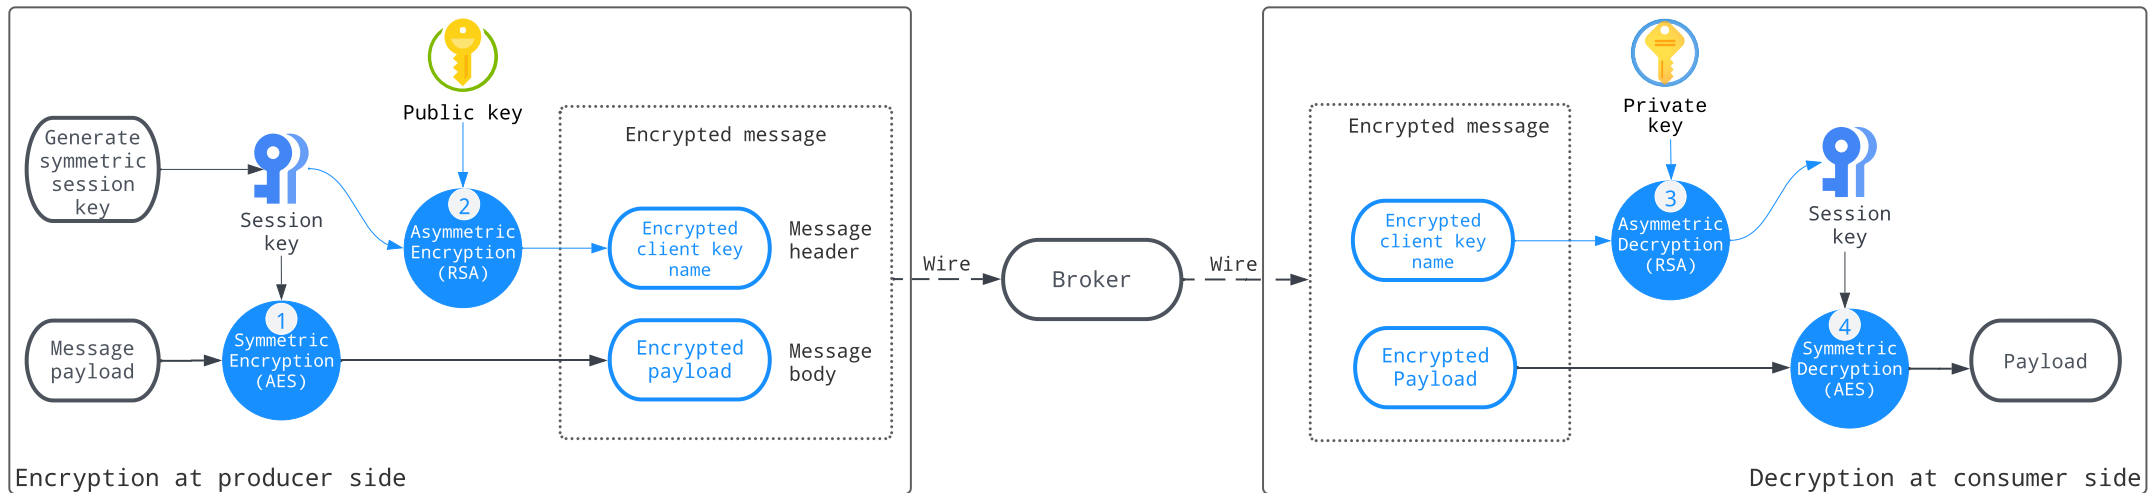 Public key
Generate
symmetric
session
key
Session
key
2
Asymmetric
Encryption
(RSA)
1
Symmetric
Encryption
(AES)
Message
payload
Encrypted message
Encrypted
client key
name
Message
header
Encrypted
payload
Message
body
Encryption at producer side
Wire
Broker
Wire
Encrypted message
Encrypted
client key
name
Encrypted
Payload
Private
key
3
Asymmetric
Decryption
(RSA)
Session
key
4
Symmetric
Decryption
(AES)
Payload
Decryption at consumer side